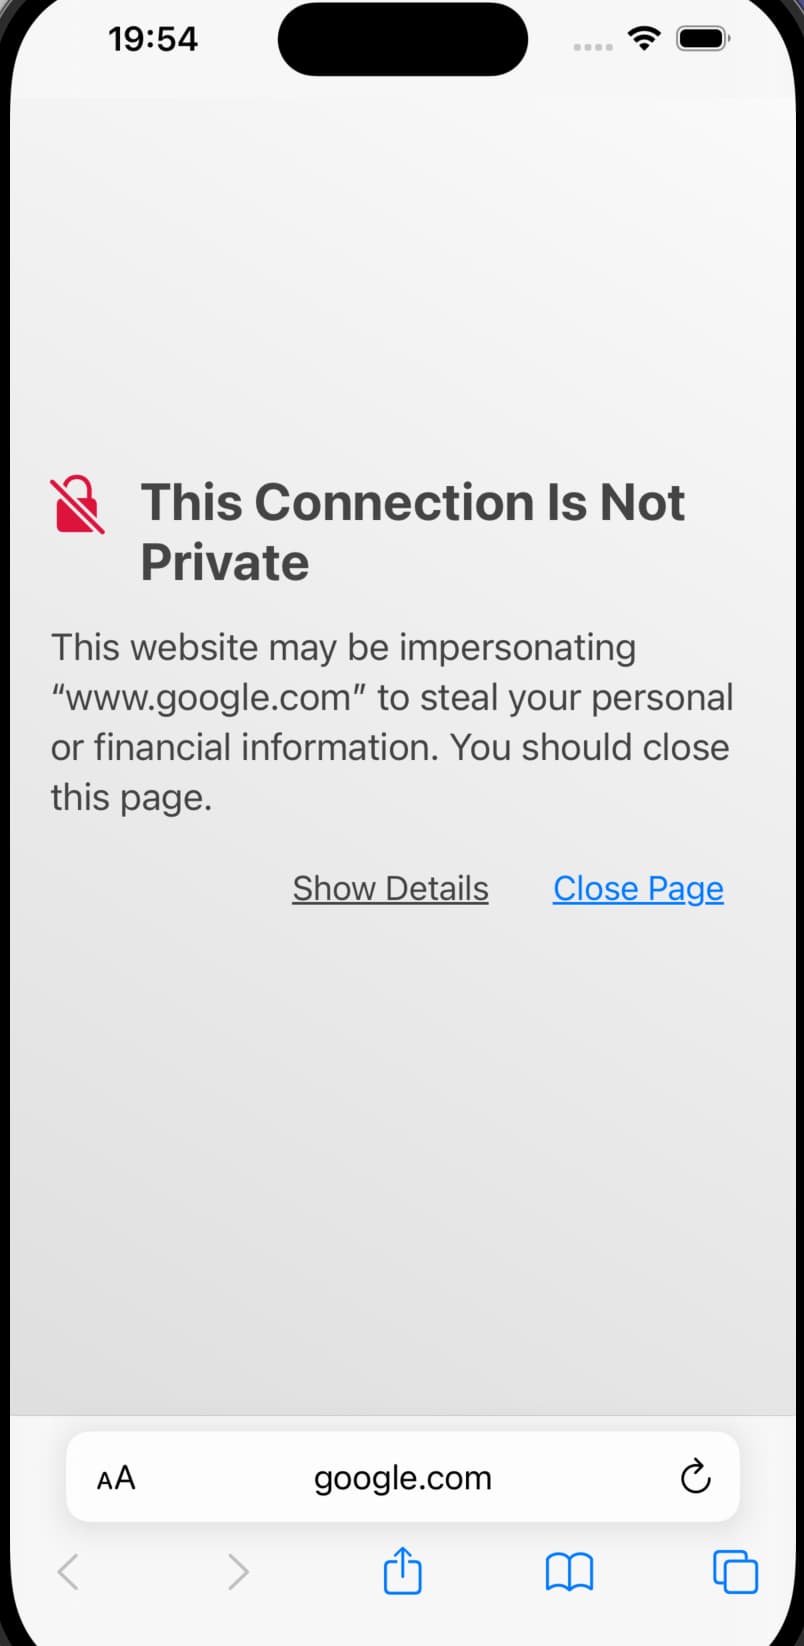 19:54
This Connection Is Not
Private
This website may be impersonating
“www.google.com” to steal your personal
or financial information. You should close
this page.
Show Details Close Page
AA google.com